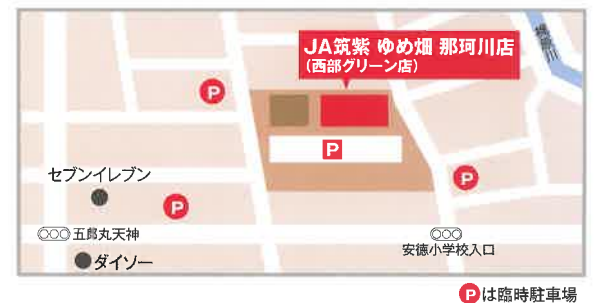 JA筑紫 ゆめ畑 那珂川店
(西部グリーン店)
P
P
P
セブンイレブン
P
五郎丸天神
安徳小学校入口
ダイソー
Pは臨時駐車場